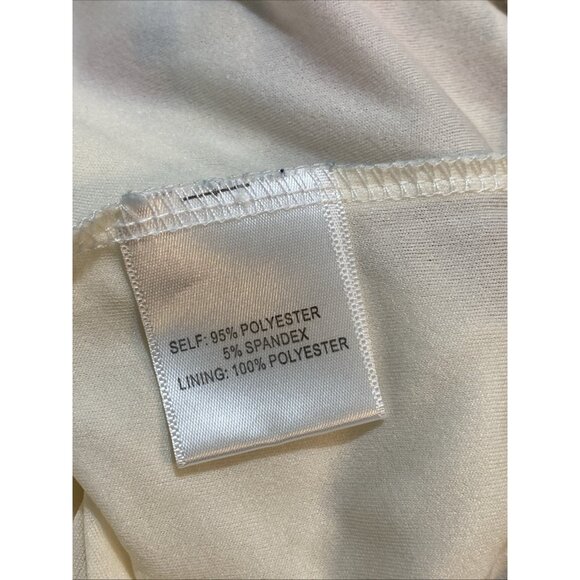 SELF: 95% POLYESTER
5% SPANDEX
LINING: 100% POLYESTER